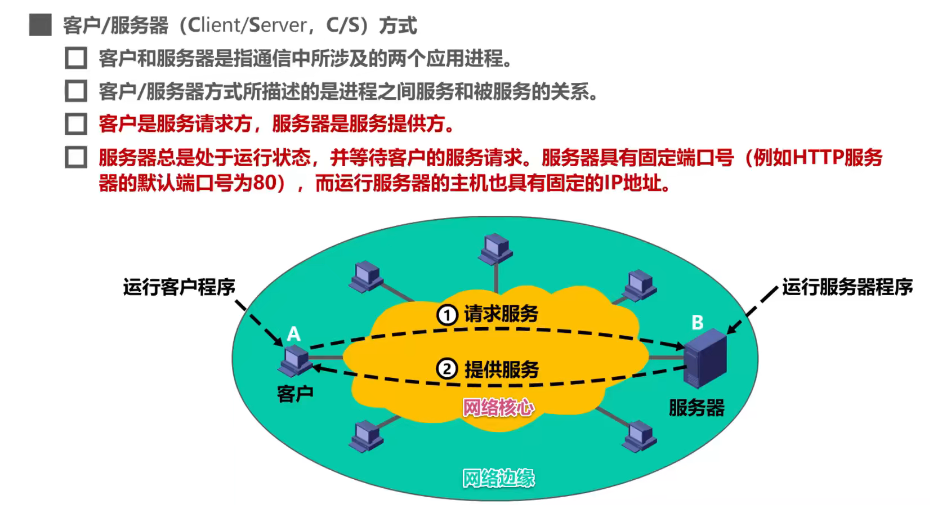 客户/服务器（Client/Server，C/S）方式
客户和服务器是指通信中所涉及的两个应用进程。
客户/服务器方式所描述的是进程之间服务和被服务的关系。
客户是服务请求方，服务器是服务提供方。
服务器总是处于运行状态，并等待客户的服务请求。服务器具有固定端口号（例如HTTP服务
器的默认端口号为80），而运行服务器的主机也具有固定的IP地址。
运行客户程序
运行服务器程序
① 请求服务
A
B
② 提供服务
客户
服务器
网络核心
网络边缘